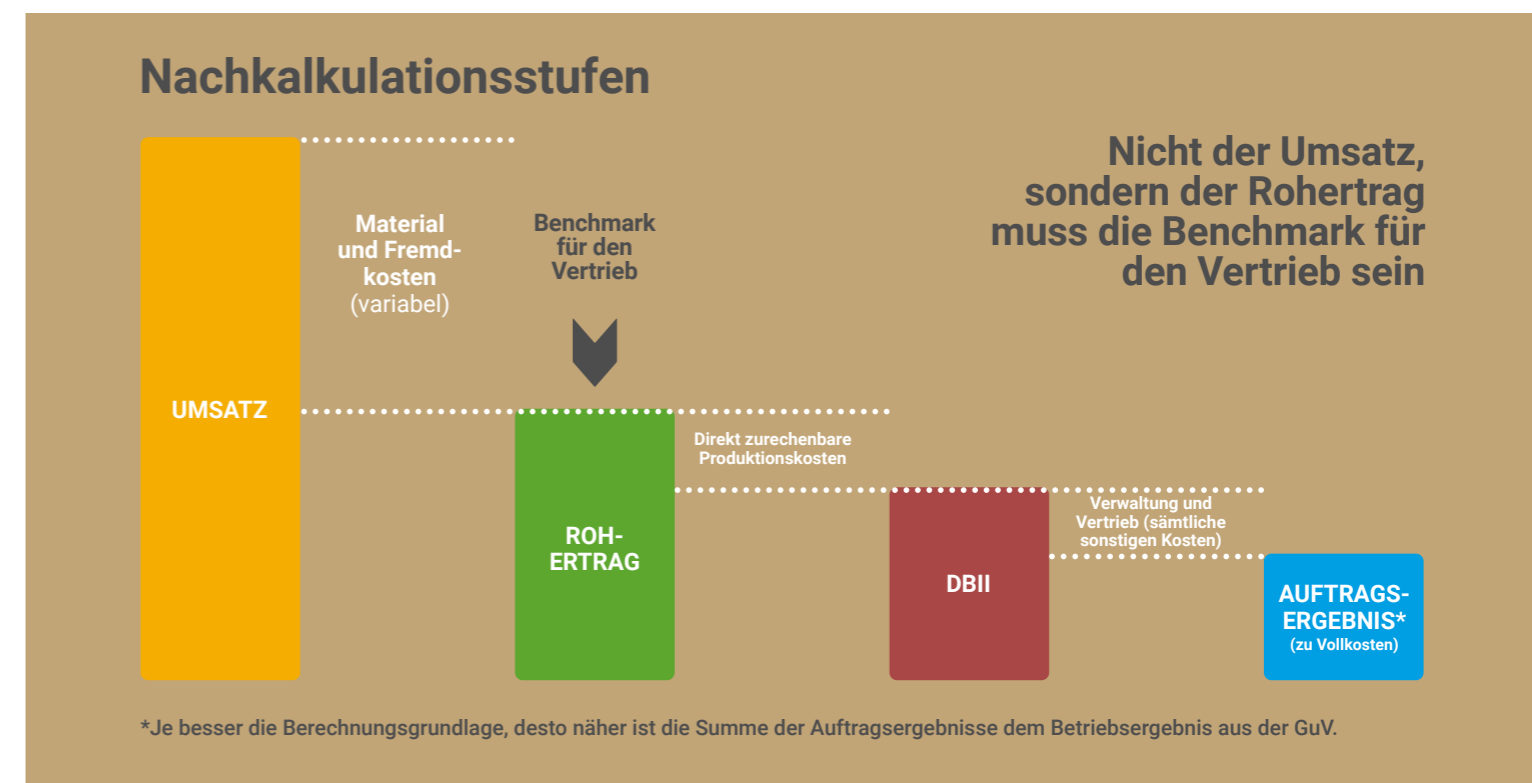 Nachkalkulationsstufen
Nicht der Umsatz,
sondern der Rohertrag
muss die Benchmark für
den Vertrieb sein
Material
und Fremd-
kosten
(variabel)
Benchmark
für den
Vertrieb
UMSATZ
Direkt zurechenbare
Produktionskosten
ROH-
ERTRAG
Verwaltung und
Vertrieb (sämtliche
sonstigen Kosten)
DBII
AUFTRAGS-
ERGEBNIS*
(zu Vollkosten)
*Je besser die Berechnungsgrundlage, desto näher ist die Summe der Auftragsergebnisse dem Betriebsergebnis aus der GuV.